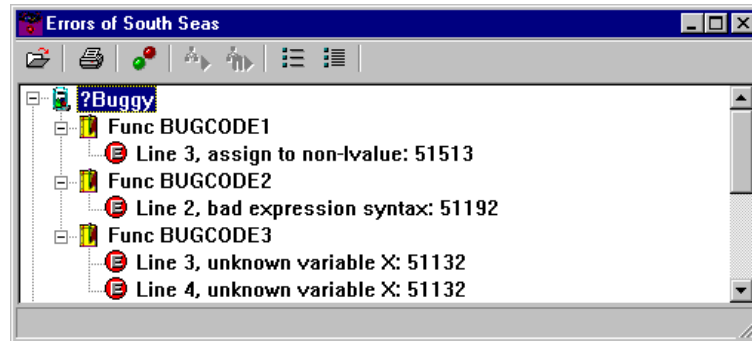 Errors of South Seas
?Buggy
Func BUGCODE1
Line 3, assign to non-lvalue: 51513
Func BUGCODE2
Line 2, bad expression syntax: 51192
Func BUGCODE3
Line 3, unknown variable X: 51132
Line 4, unknown variable X: 51132